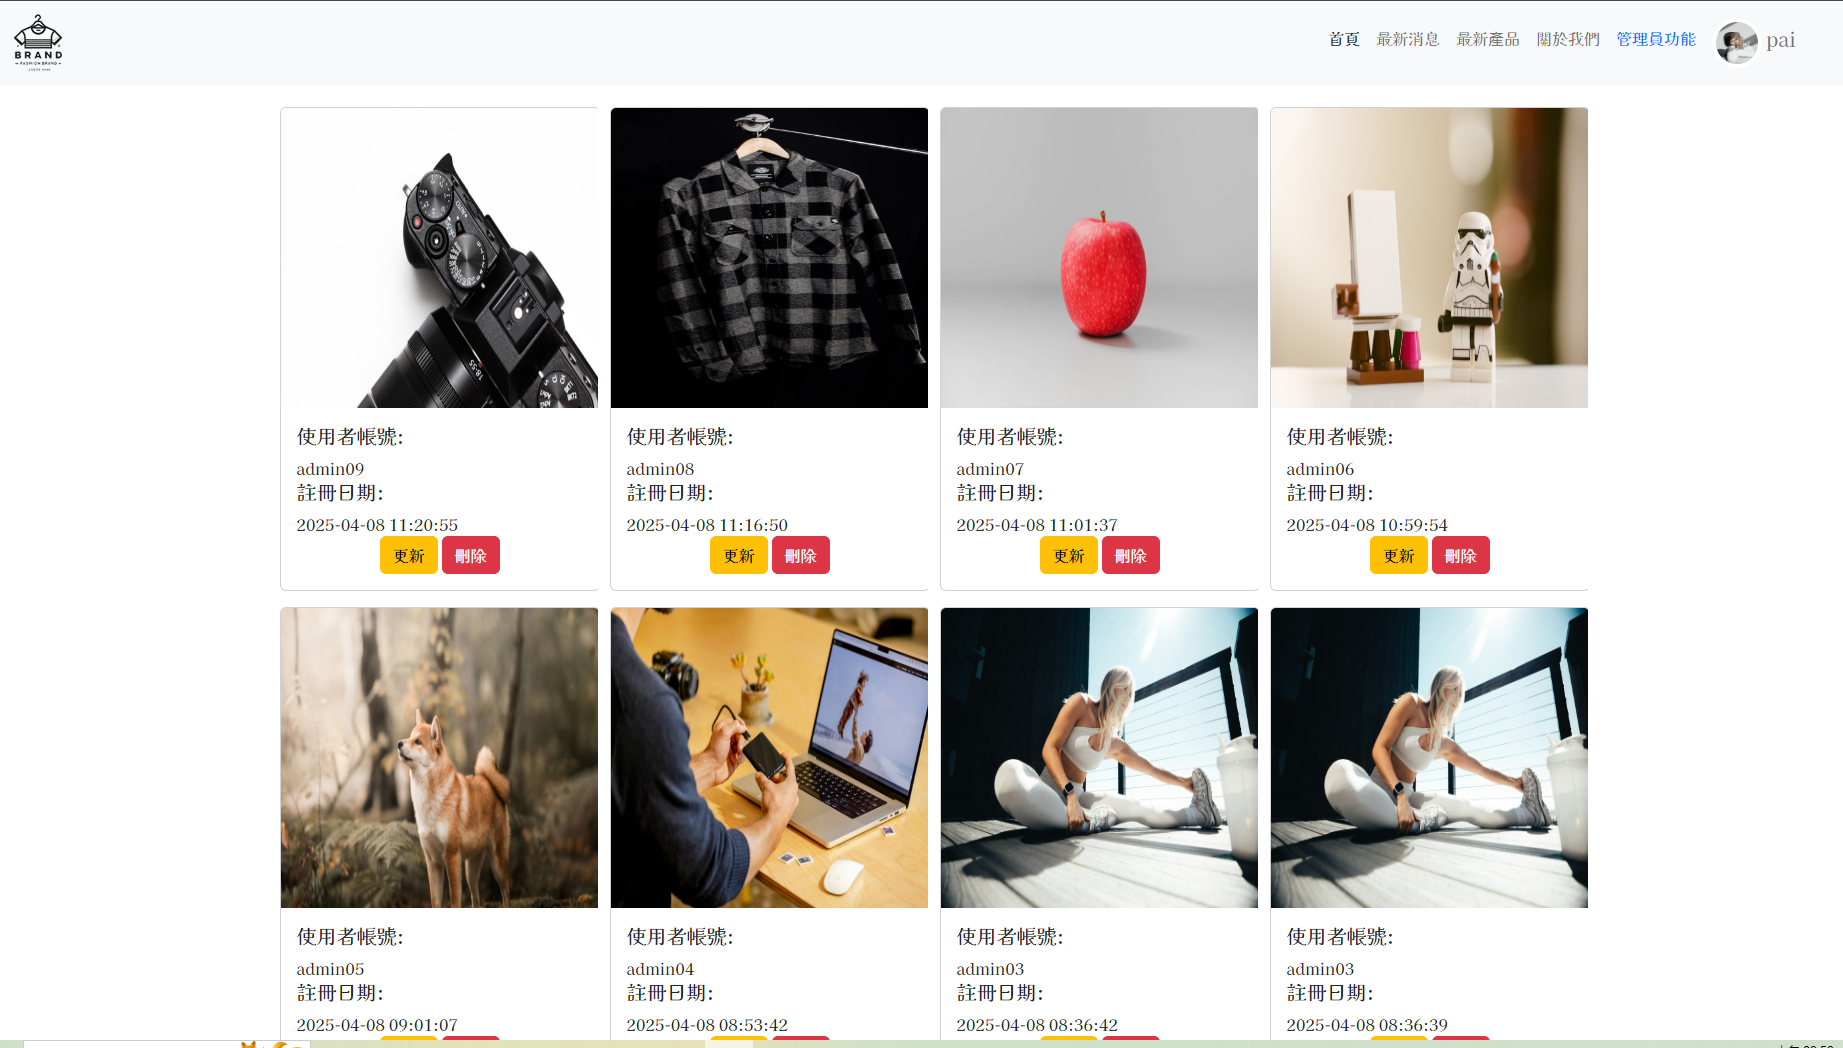 BRAND
FASHION BRAND
首頁 最新消息 最新產品 關於我們 管理員功能 pai
使用者帳號:
admin09
註冊日期:
2025-04-08 11:20:55
更新 刪除
使用者帳號:
admin08
註冊日期:
2025-04-08 11:16:50
更新 刪除
使用者帳號:
admin07
註冊日期:
2025-04-08 11:01:37
更新 刪除
使用者帳號:
admin06
註冊日期:
2025-04-08 10:59:54
更新 刪除
使用者帳號:
admin05
註冊日期:
2025-04-08 09:01:07
使用者帳號:
admin04
註冊日期:
2025-04-08 08:53:42
使用者帳號:
admin03
註冊日期:
2025-04-08 08:36:42
使用者帳號:
admin03
註冊日期:
2025-04-08 08:36:39